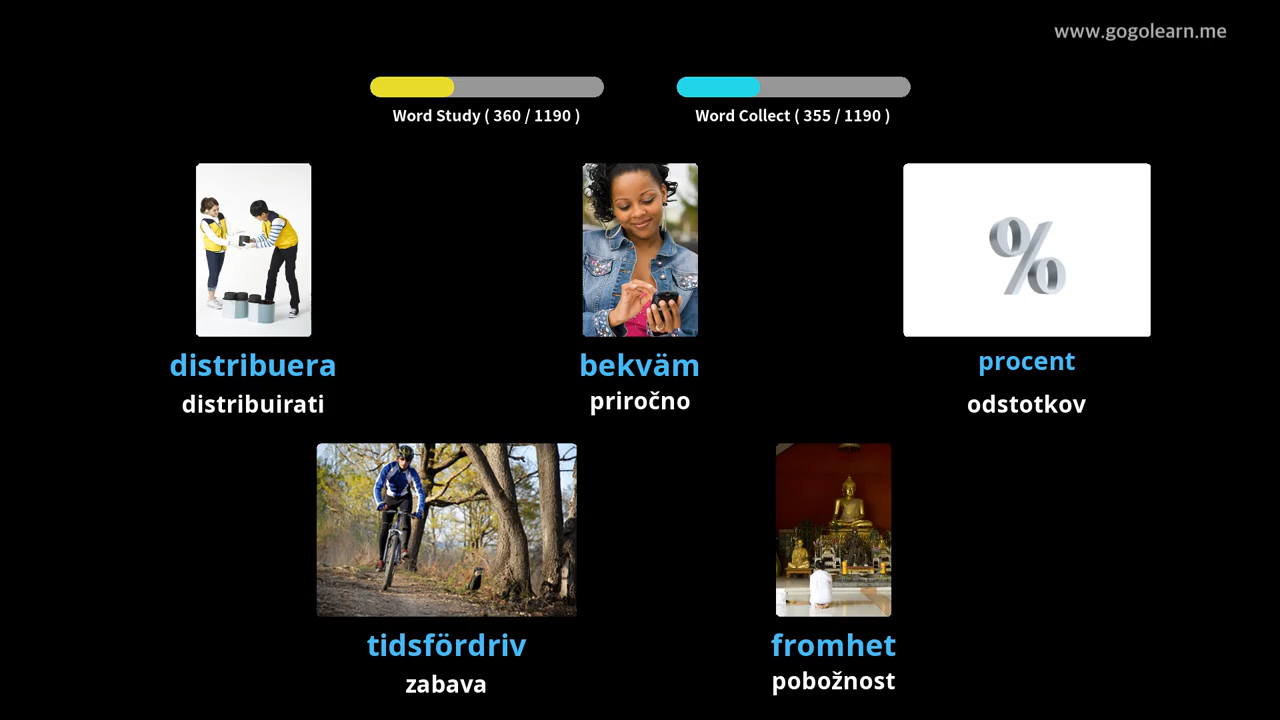 www.gogolearn.me
Word Study ( 360 / 1190 )
Word Collect ( 355 / 1190 )
distribuera
distribuirati
bekväm
priročno
procent
odstotkov
%
tidsfördriv
zabava
fromhet
pobožnost